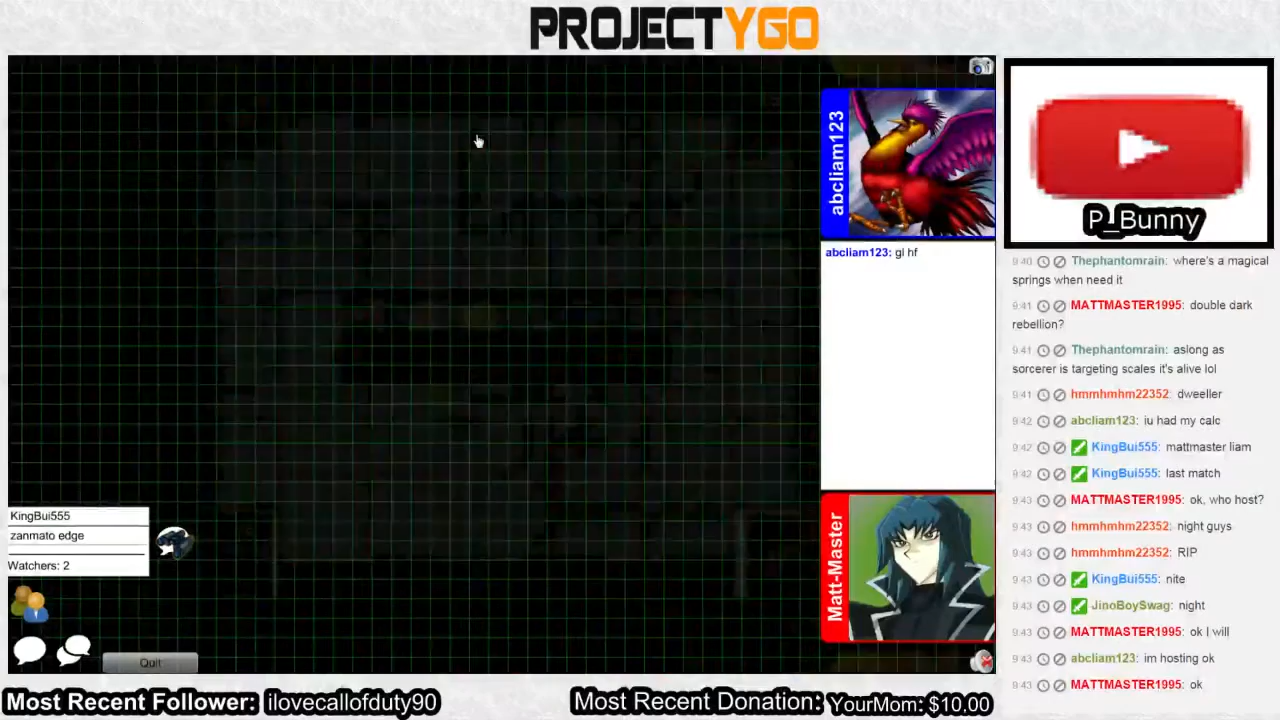 PROJECTYGO
abcliam123
abcliam123: gl hf
Matt-Master
KingBui555
zanmato edge
Watchers: 2
Quit
P_Bunny
9:40 Thephantomrain: where's a magical
springs when need it
9:41 MATTMASTER1995: double dark
rebellion?
9:41 Thephantomrain: aslong as
sorcerer is targeting scales it's alive lol
9:41 hmmhmhm22352: dweller
9:42 abcliam123: iu had my calc
9:42 KingBui555: mattmaster liam
9:42 KingBui555: last match
9:43 MATTMASTER1995: ok, who host?
9:43 hmmhmhm22352: night guys
9:43 hmmhmhm22352: RIP
9:43 KingBui555: nite
9:43 JinoBoySwag: night
9:43 MATTMASTER1995: ok I will
9:43 abcliam123: im hosting ok
9:43 MATTMASTER1995: ok
Most Recent Follower: ilovecallofduty90
Most Recent Donation: YourMom: $10.00